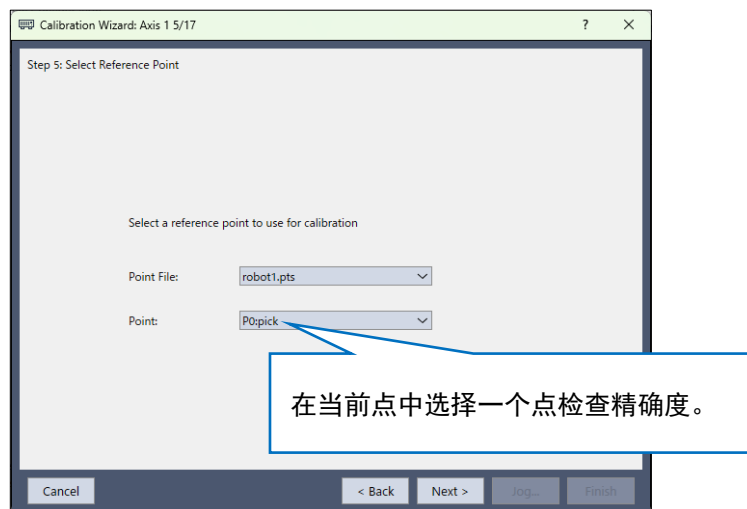 Calibration Wizard: Axis 1 5/17
Step 5: Select Reference Point
Select a reference point to use for calibration
Point File: robot1.pts
Point: P0:pick
在当前点中选择一个点检查精确度。
Cancel < Back Next > Jog... Finish